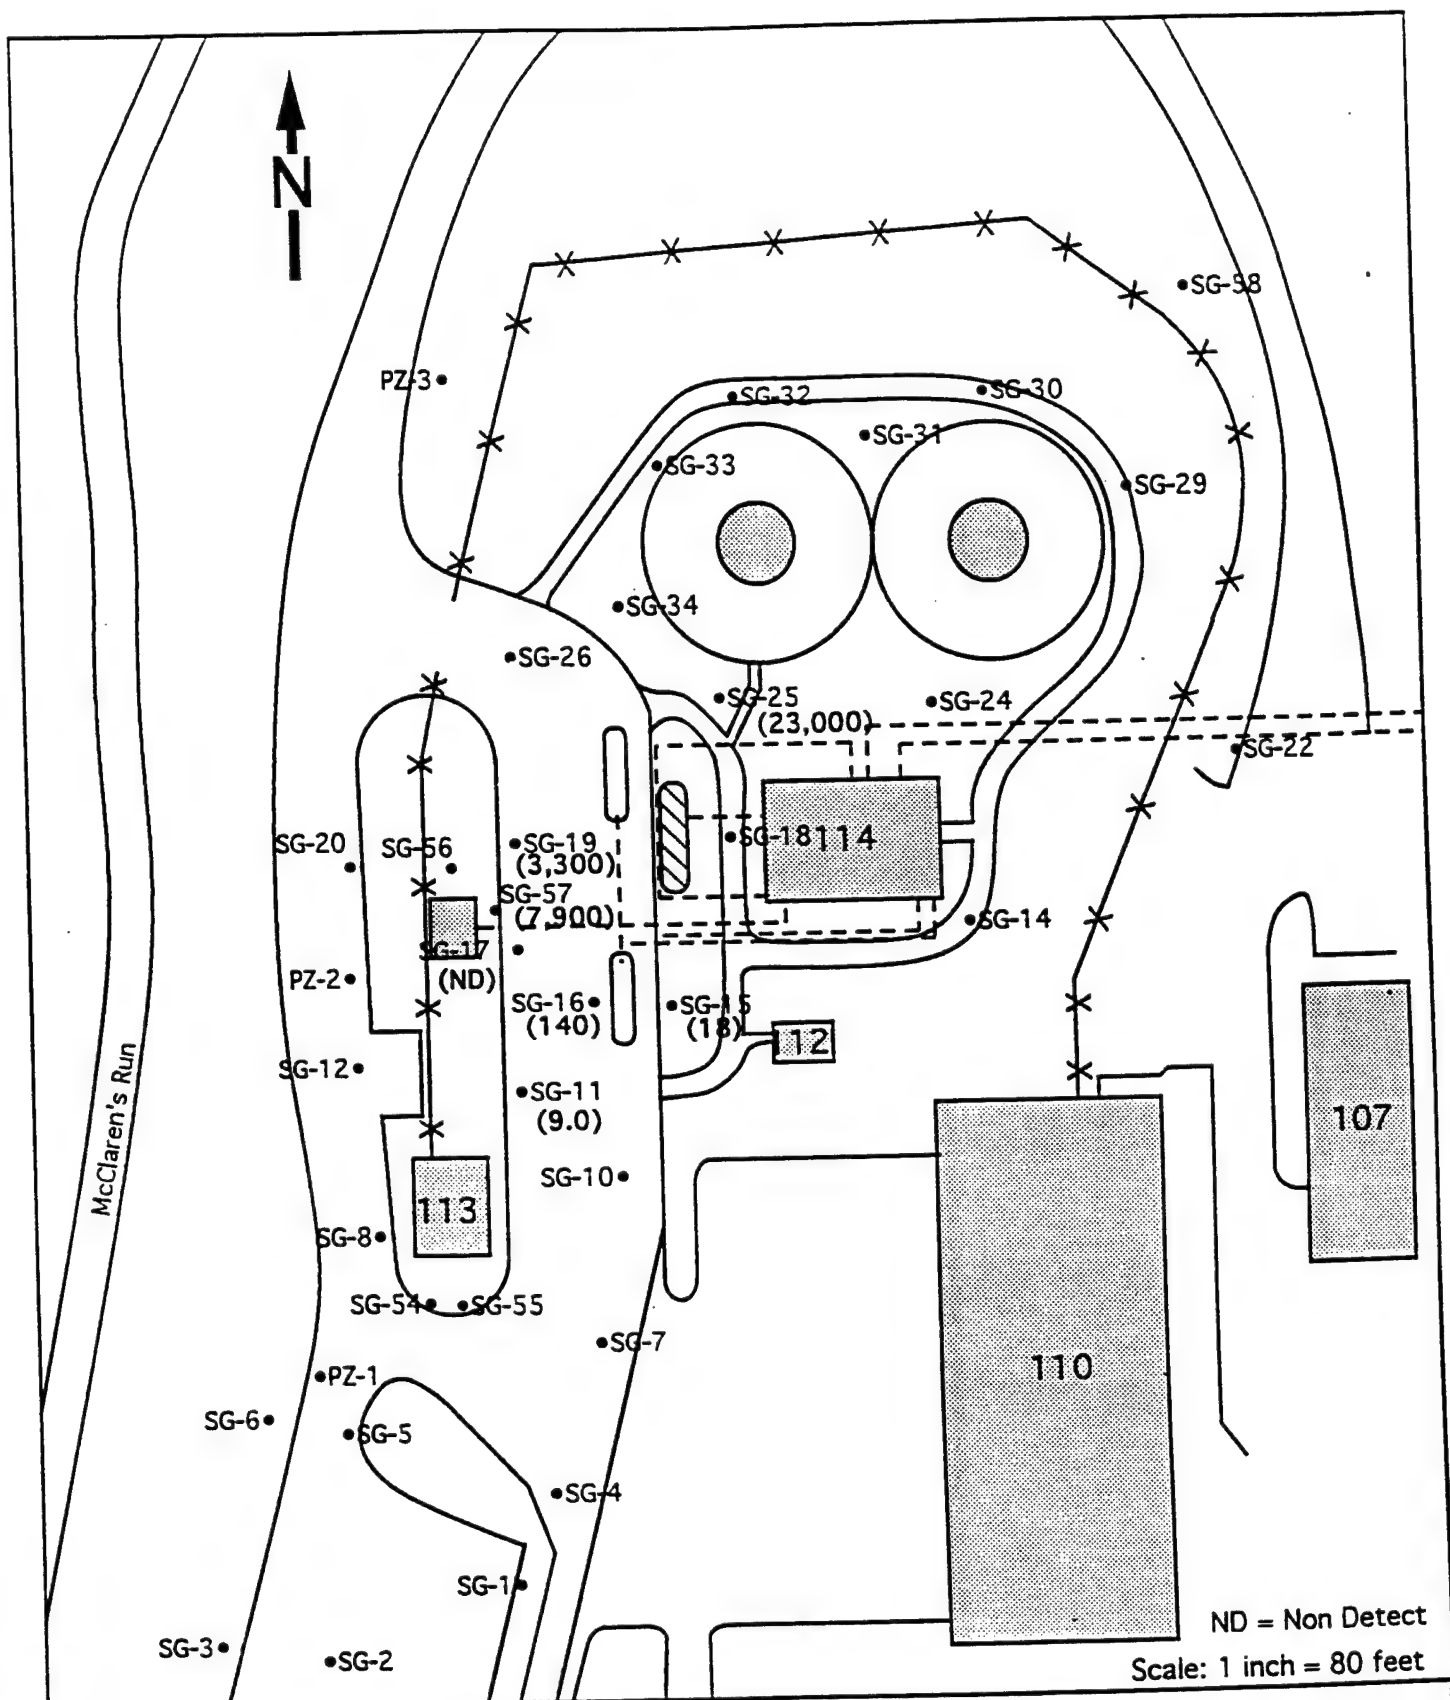 N
SG-58
PZ-3
SG-32
SG-30
SG-31
SG-33
SG-29
SG-34
SG-26
SG-25
(23,000)
SG-24
SG-22
SG-20
SG-56
SG-19
(3,300)
SG-18
114
SG-57
(7,900)
SG-14
SG-17
(ND)
PZ-2
SG-16
(140)
SG-15
(18)
112
SG-12
SG-11
(9.0)
107
McClaren's Run
SG-10
113
SG-8
SG-54
SG-55
SG-7
110
PZ-1
SG-6
SG-5
SG-4
SG-1
ND = Non Detect
SG-3
SG-2
Scale: 1 inch = 80 feet